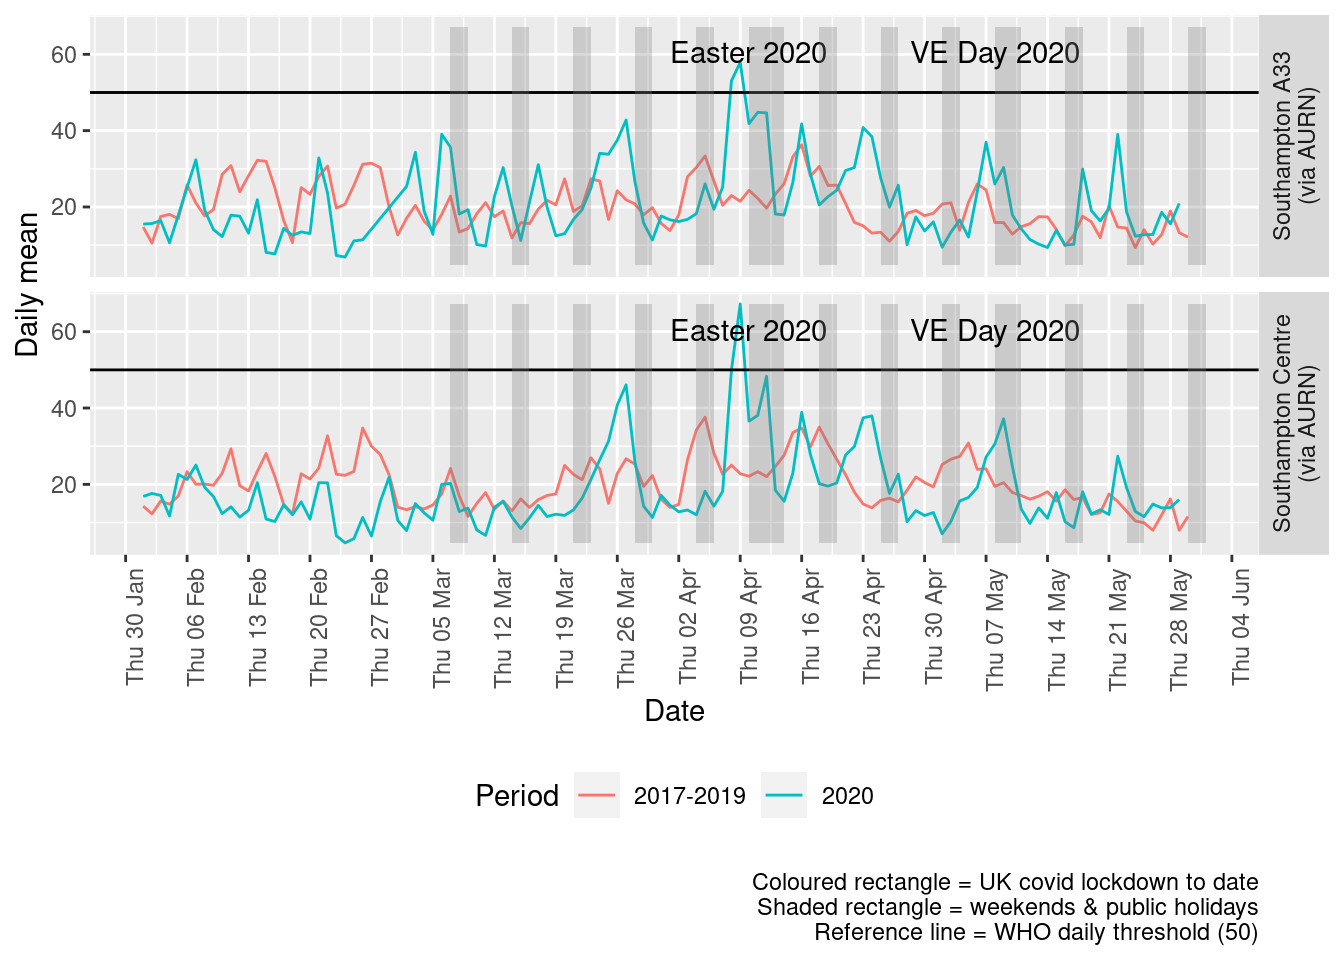 Daily mean
60
40
20
Easter 2020
VE Day 2020
Southampton A33
(via AURN)
60
40
20
Easter 2020
VE Day 2020
Southampton Centre
(via AURN)
Thu 30 Jan
Thu 06 Feb
Thu 13 Feb
Thu 20 Feb
Thu 27 Feb
Thu 05 Mar
Thu 12 Mar
Thu 19 Mar
Thu 26 Mar
Thu 02 Apr
Thu 09 Apr
Thu 16 Apr
Thu 23 Apr
Thu 30 Apr
Thu 07 May
Thu 14 May
Thu 21 May
Thu 28 May
Thu 04 Jun
Date
Period
2017-2019
2020
Coloured rectangle = UK covid lockdown to date
Shaded rectangle = weekends & public holidays
Reference line = WHO daily threshold (50)